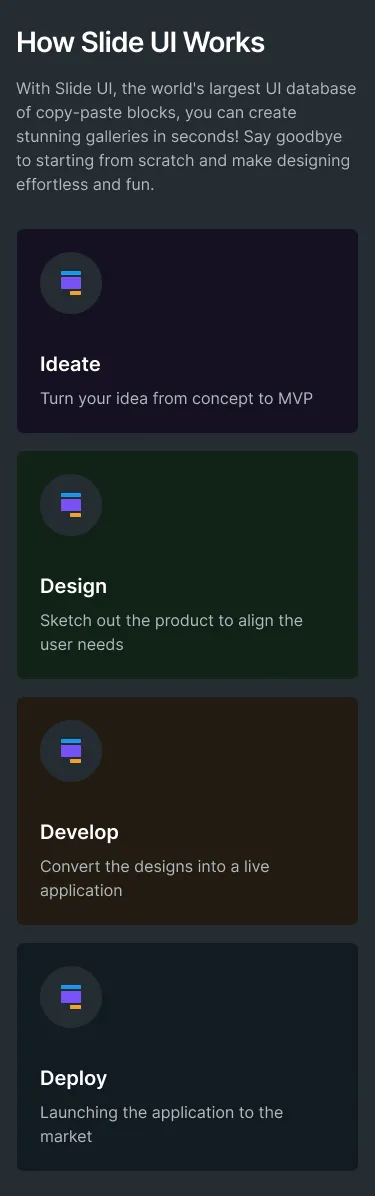 How Slide UI Works
With Slide UI, the world's largest UI database
of copy-paste blocks, you can create
stunning galleries in seconds! Say goodbye
to starting from scratch and make designing
effortless and fun.
Ideate
Turn your idea from concept to MVP
Design
Sketch out the product to align the
user needs
Develop
Convert the designs into a live
application
Deploy
Launching the application to the
market